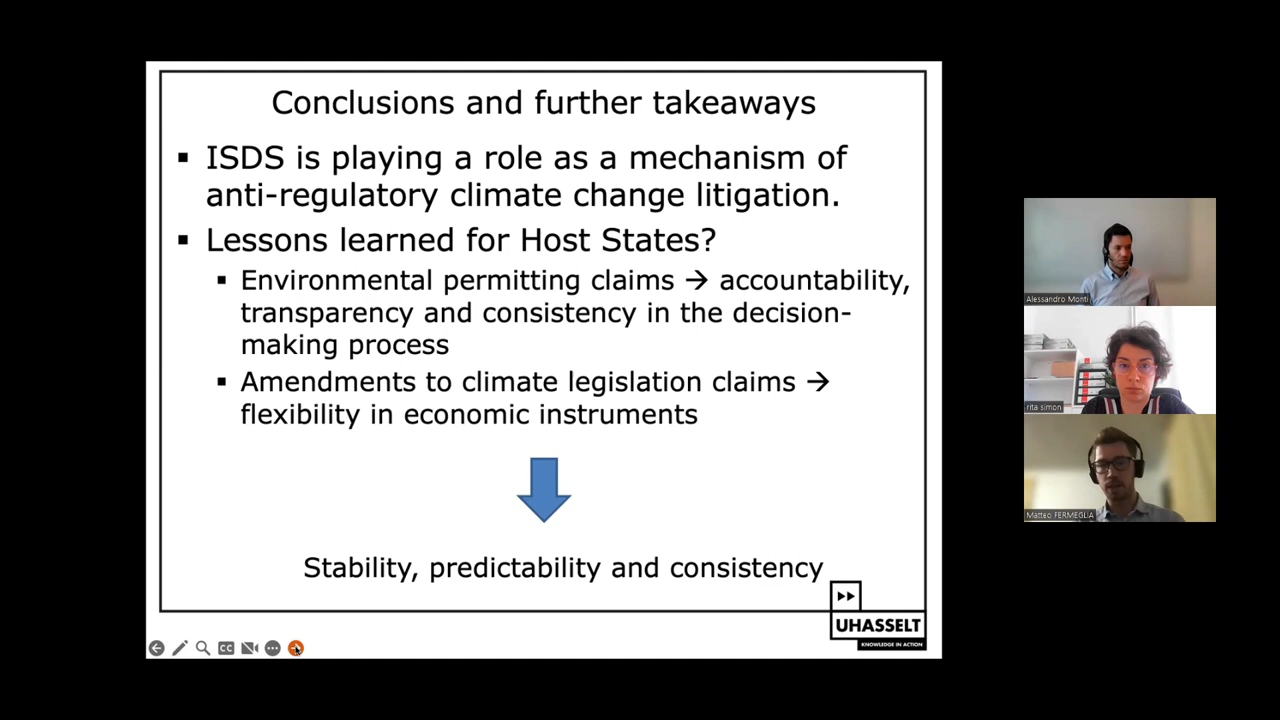 Conclusions and further takeaways
▪ ISDS is playing a role as a mechanism of
anti-regulatory climate change litigation.
▪ Lessons learned for Host States?
▪ Environmental permitting claims → accountability,
transparency and consistency in the decision-
making process
▪ Amendments to climate legislation claims →
flexibility in economic instruments
Stability, predictability and consistency
UHASSELT
KNOWLEDGE IN ACTION
CC
Alessandro Monti
rita simon
Matteo FERMEGLIA